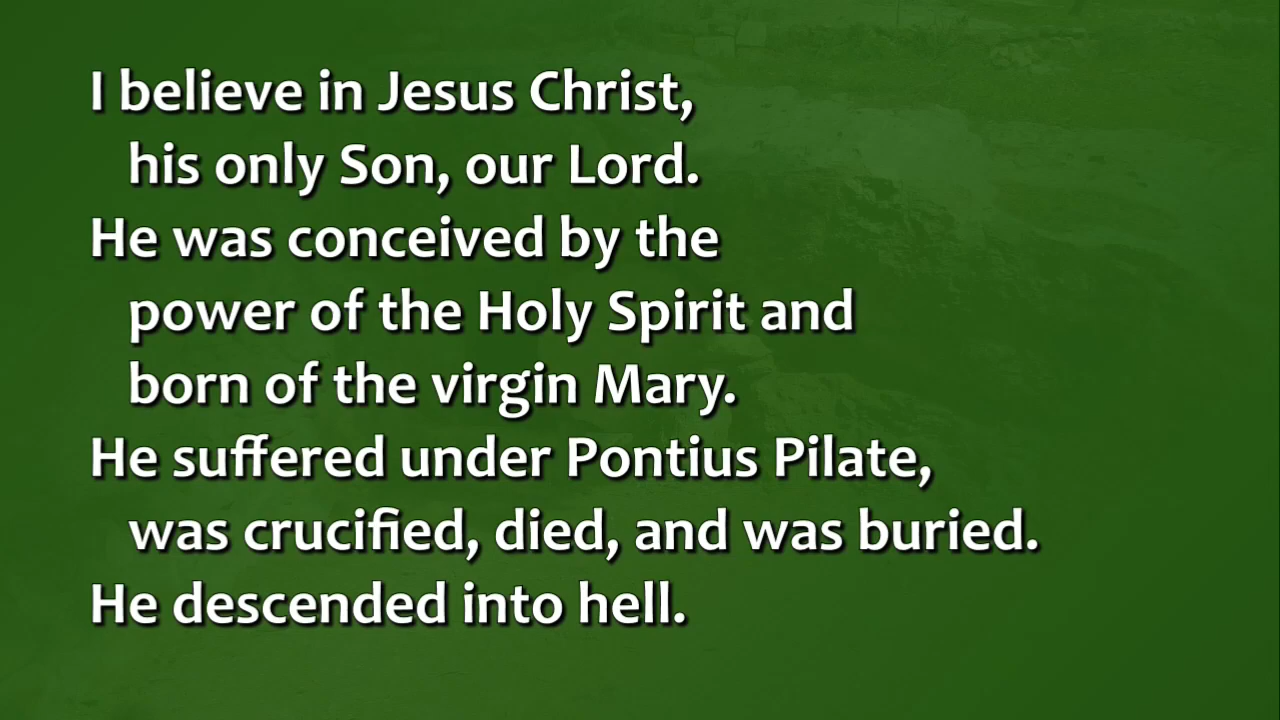 I believe in Jesus Christ,
his only Son, our Lord.
He was conceived by the
power of the Holy Spirit and
born of the virgin Mary.
He suffered under Pontius Pilate,
was crucified, died, and was buried.
He descended into hell.